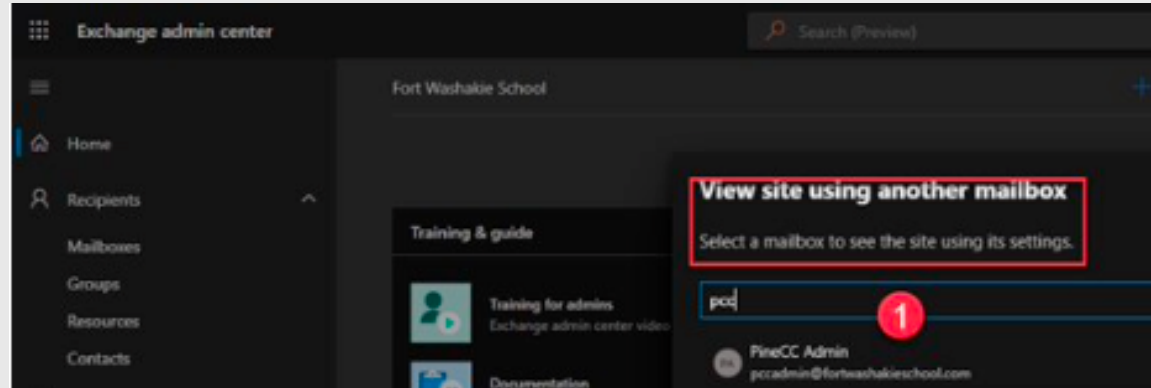 Exchange admin center
Search (Preview)
Fort Washakie School
Home
Recipients
Mailboxes
Groups
Resources
Contacts
Training & guide
Training for admins
Exchange admin center video
Documentation
View site using another mailbox
Select a mailbox to see the site using its settings.
pcc
1
PA
PineCC Admin
pccadmin@fortwashakieschool.com